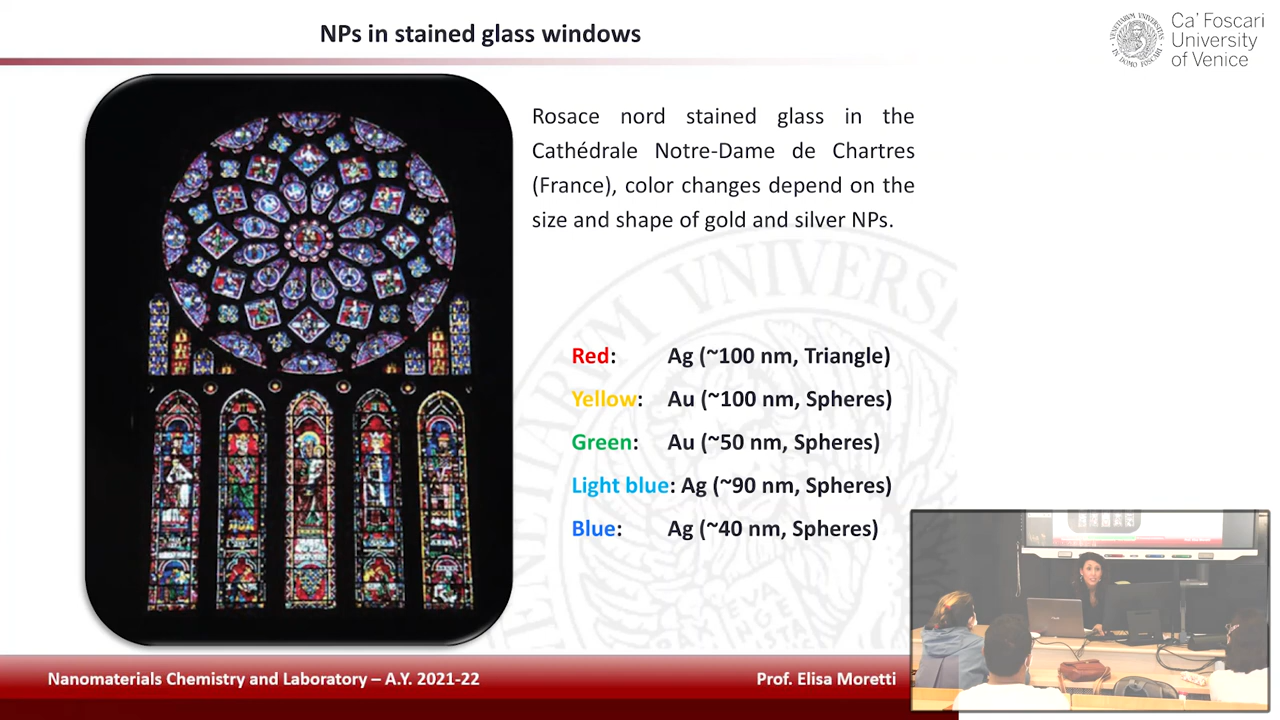 NPs in stained glass windows
Ca' Foscari
University
of Venice
Rosace nord stained glass in the
Cathédrale Notre-Dame de Chartres
(France), color changes depend on the
size and shape of gold and silver NPs.
Red: Ag (~100 nm, Triangle)
Yellow: Au (~100 nm, Spheres)
Green: Au (~50 nm, Spheres)
Light blue: Ag (~90 nm, Spheres)
Blue: Ag (~40 nm, Spheres)
Nanomaterials Chemistry and Laboratory – A.Y. 2021-22
Prof. Elisa Moretti